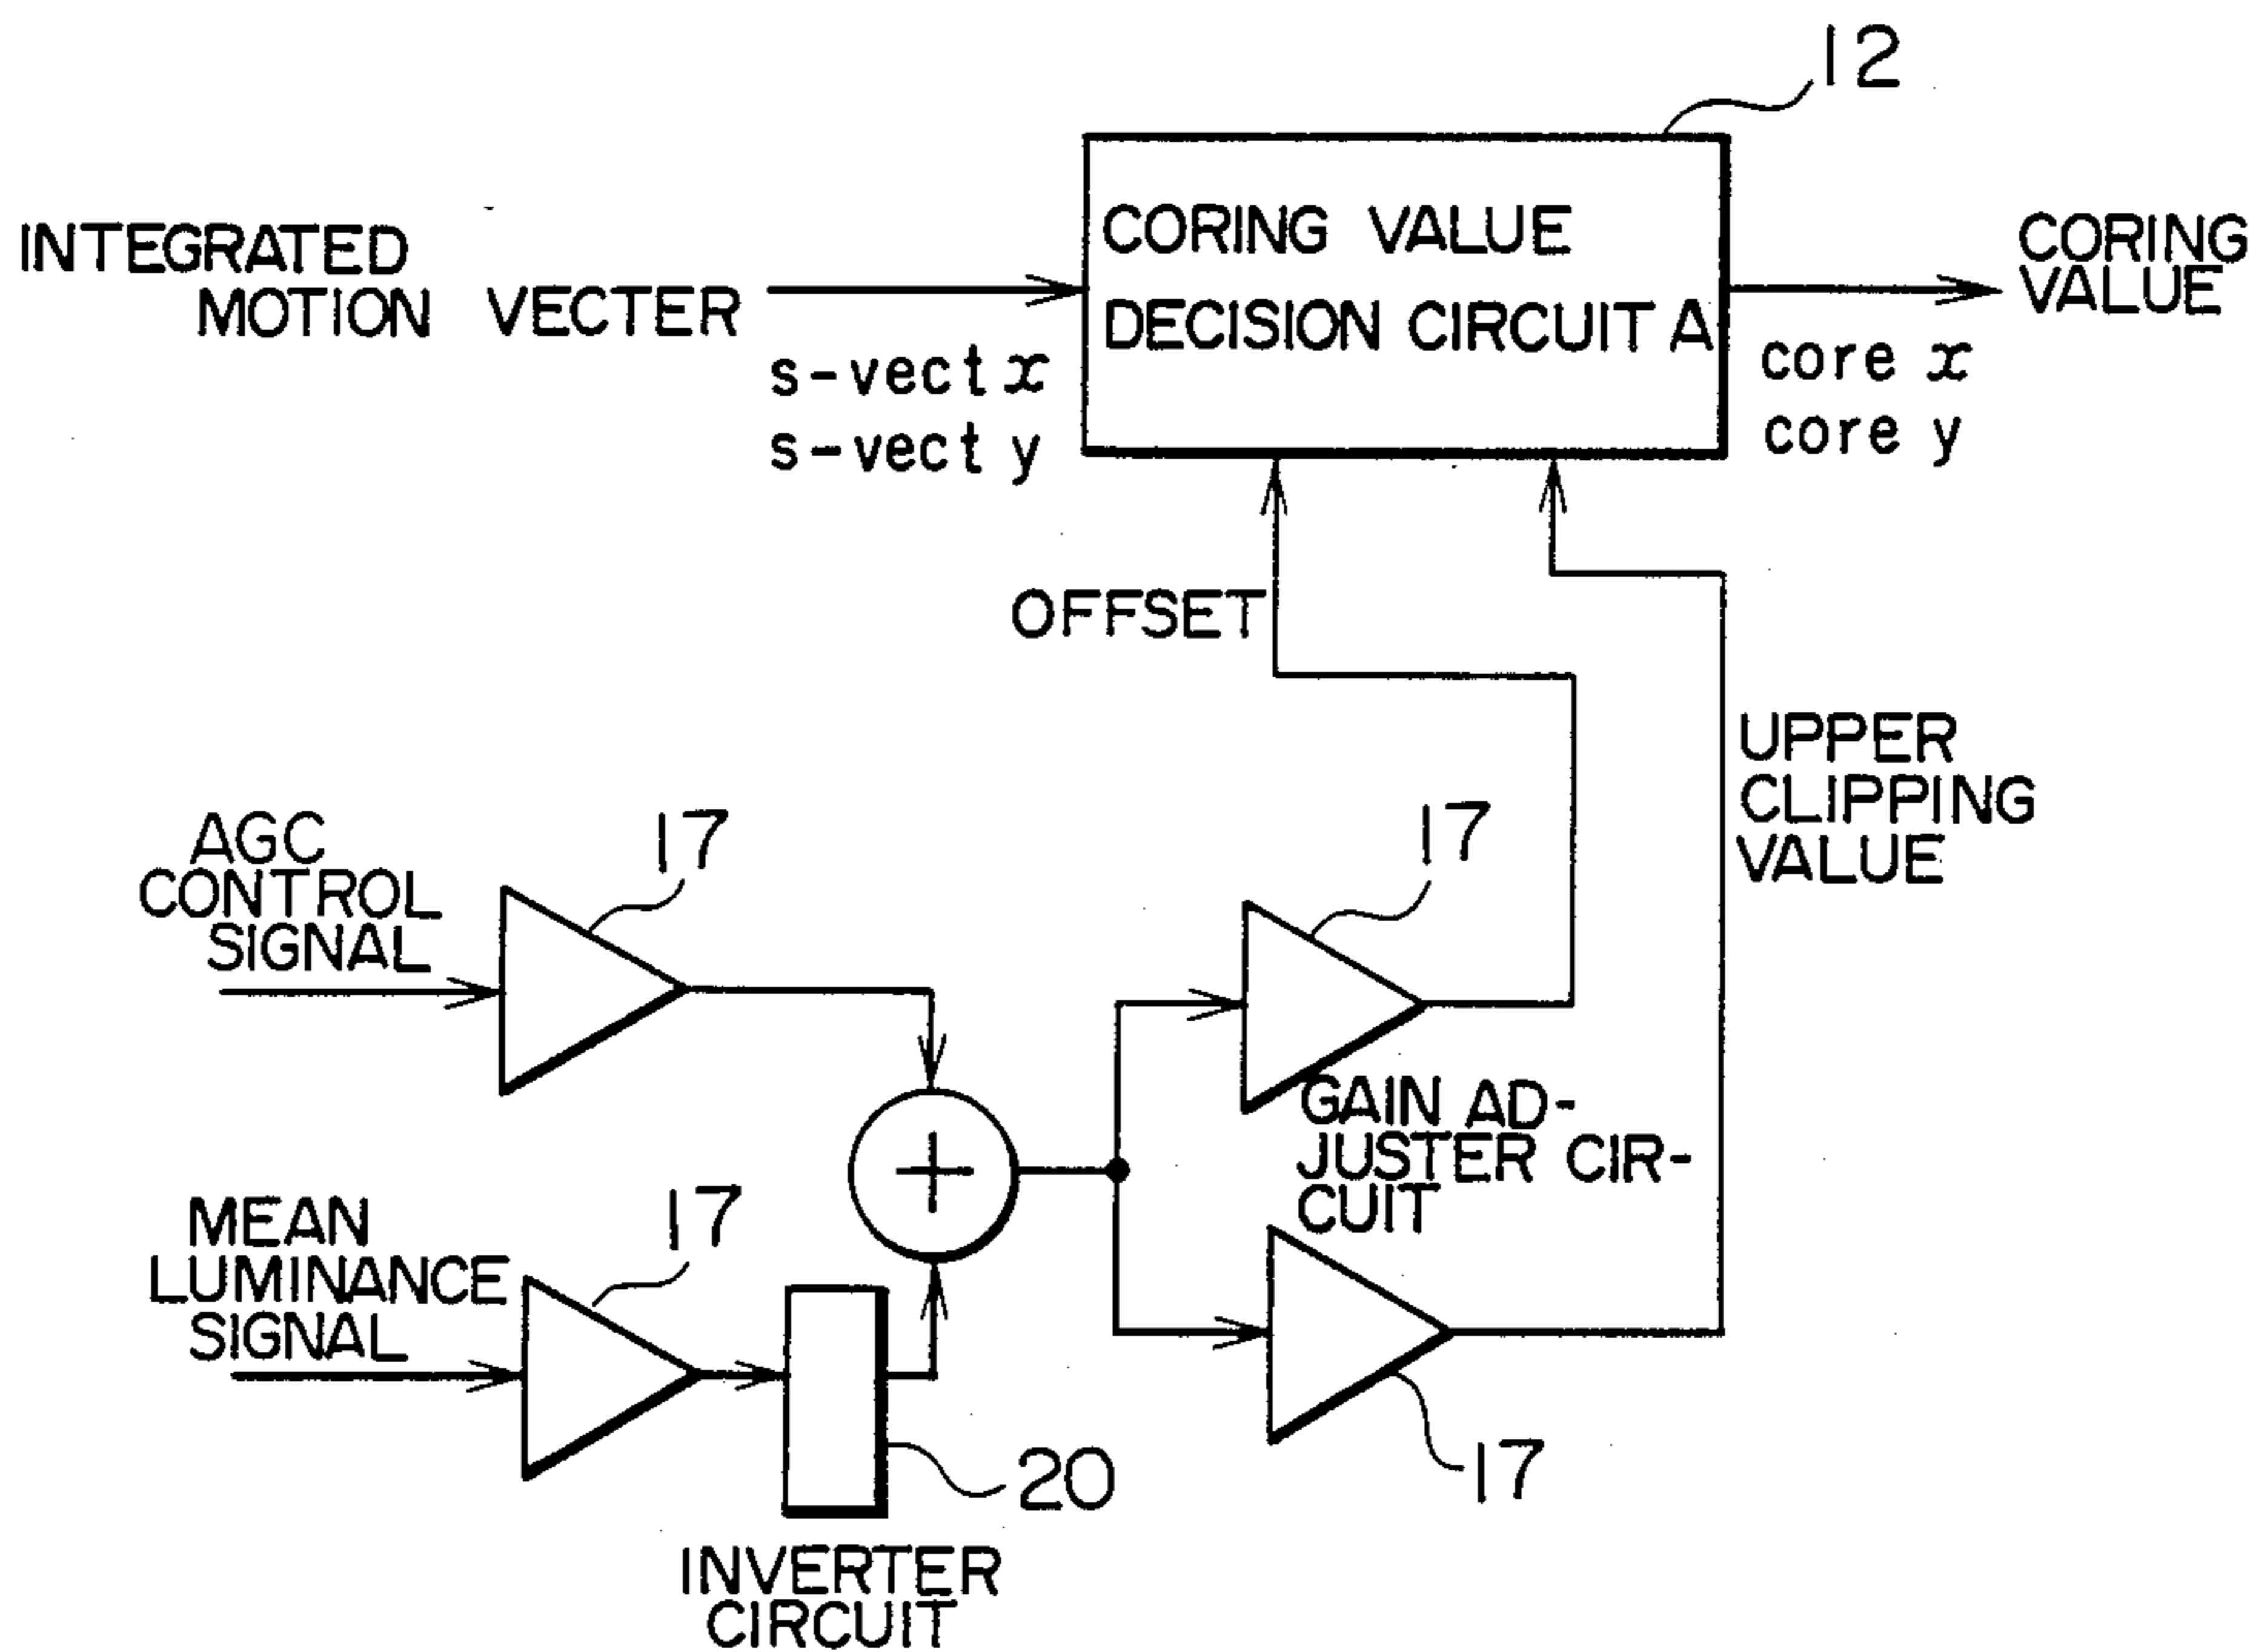 12
INTEGRATED
MOTION VECTER
s-vect x
s-vect y
CORING VALUE
DECISION CIRCUIT A
CORING
VALUE
core x
core y
OFFSET
UPPER
CLIPPING
VALUE
AGC
CONTROL
SIGNAL
17
17
GAIN AD-
JUSTER CIR-
CUIT
MEAN
LUMINANCE
SIGNAL
17
20
17
INVERTER
CIRCUIT